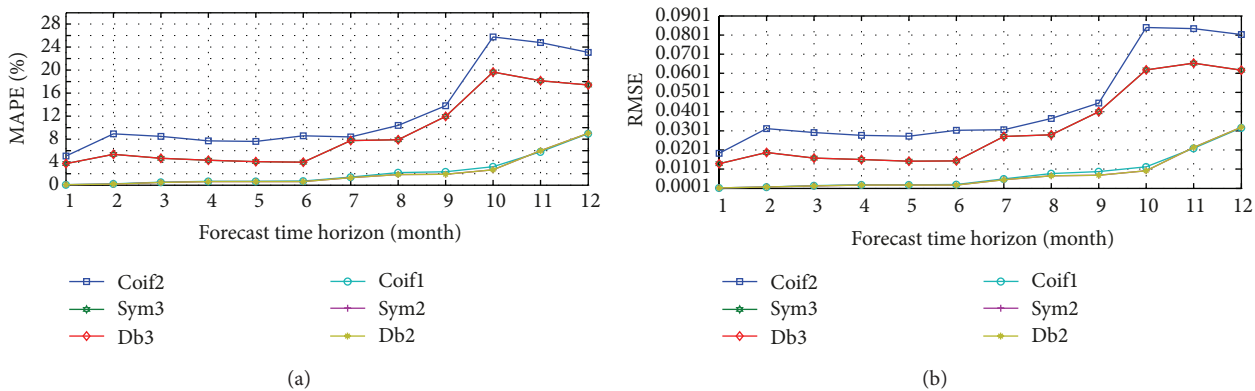 MAPE (%)
28
24
20
16
12
8
4
0
1 2 3 4 5 6 7 8 9 10 11 12
Forecast time horizon (month)
Coif2
Sym3
Db3
Coif1
Sym2
Db2
(a)
RMSE
0.0901
0.0801
0.0701
0.0601
0.0501
0.0401
0.0301
0.0201
0.0101
0.0001
1 2 3 4 5 6 7 8 9 10 11 12
Forecast time horizon (month)
Coif2
Sym3
Db3
Coif1
Sym2
Db2
(b)